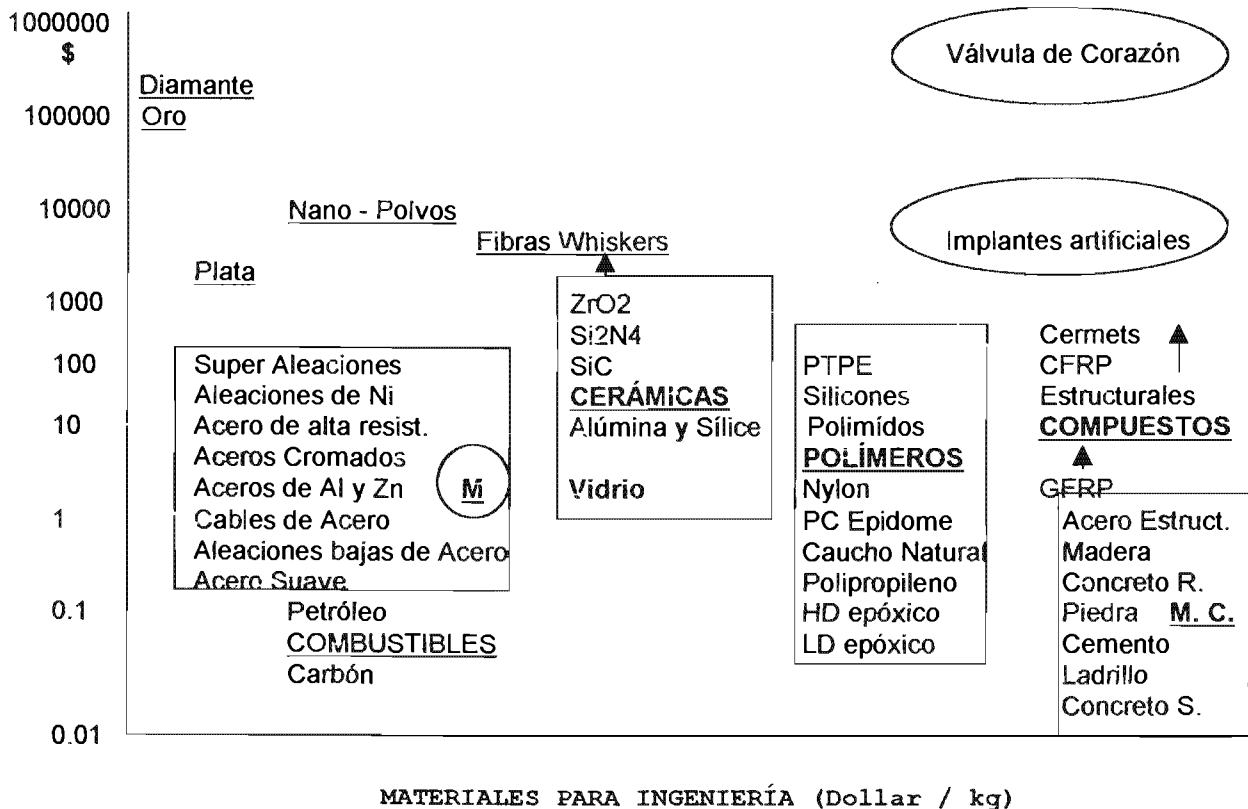 1000000
$
Válvula de Corazón
Diamante
100000
Oro
10000
Nano - Polvos
Fibras Whiskers
Implantes artificiales
Plata
1000
ZrO2
Si2N4
SiC
CERÁMICAS
Alúmina y Sílice
Vidrio
100
10
1
0.1
0.01
Super Aleaciones
Aleaciones de Ni
Acero de alta resist.
Aceros Cromados
Aceros de Al y Zn
M
Cables de Acero
Aleaciones bajas de Acero
Acero Suave
Petróleo
COMBUSTIBLES
Carbón
PTPE
Silicones
Polimídos
POLÍMEROS
Nylon
PC Epidome
Caucho Natural
Polipropileno
HD epóxico
LD epóxico
Cermets
CFRP
Estructurales
COMPUESTOS
GFRP
Acero Estruct.
Madera
Concreto R.
Piedra M. C.
Cemento
Ladrillo
Concreto S.
MATERIALES PARA INGENIERÍA (Dollar / kg)